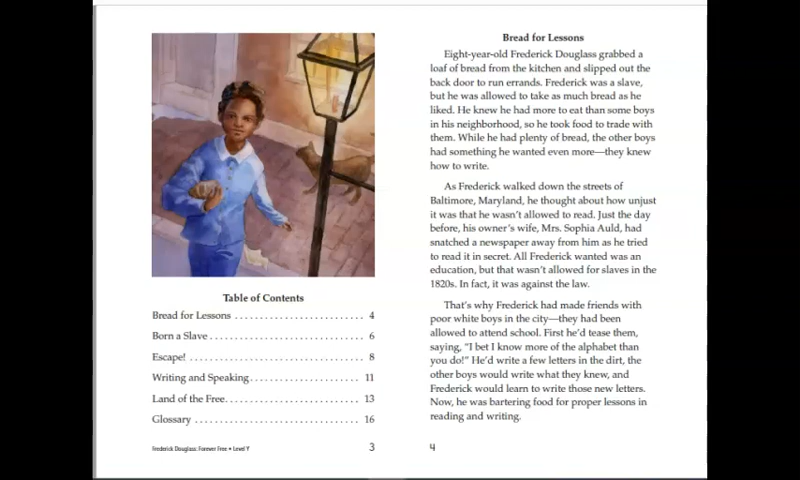 Table of Contents
Bread for Lessons . . . . . . . . . . . . . . . . . . . . . . . . . . 4
Born a Slave . . . . . . . . . . . . . . . . . . . . . . . . . . . . . . . 6
Escape! . . . . . . . . . . . . . . . . . . . . . . . . . . . . . . . . . . . 8
Writing and Speaking . . . . . . . . . . . . . . . . . . . . . . 11
Land of the Free. . . . . . . . . . . . . . . . . . . . . . . . . . . 13
Glossary . . . . . . . . . . . . . . . . . . . . . . . . . . . . . . . . . 16
Frederick Douglass: Forever Free • Level Y
3
Bread for Lessons
Eight-year-old Frederick Douglass grabbed a
loaf of bread from the kitchen and slipped out the
back door to run errands. Frederick was a slave,
but he was allowed to take as much bread as he
liked. He knew he had more to eat than some boys
in his neighborhood, so he took food to trade with
them. While he had plenty of bread, the other boys
had something he wanted even more—they knew
how to write.
As Frederick walked down the streets of
Baltimore, Maryland, he thought about how unjust
it was that he wasn't allowed to read. Just the day
before, his owner's wife, Mrs. Sophia Auld, had
snatched a newspaper away from him as he tried
to read it in secret. All Frederick wanted was an
education, but that wasn't allowed for slaves in the
1820s. In fact, it was against the law.
That's why Frederick had made friends with
poor white boys in the city—they had been
allowed to attend school. First he'd tease them,
saying, "I bet I know more of the alphabet than
you do!" He'd write a few letters in the dirt, the
other boys would write what they knew, and
Frederick would learn to write those new letters.
Now, he was bartering food for proper lessons in
reading and writing.
4